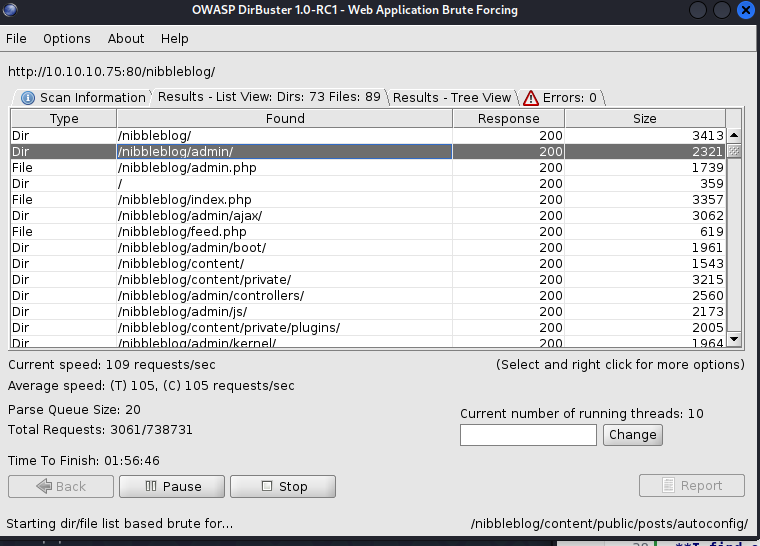 OWASP DirBuster 1.0-RC1 - Web Application Brute Forcing
File Options About Help
http://10.10.10.75:80/nibbleblog/
Scan Information Results - List View: Dirs: 73 Files: 89 Results - Tree View Errors: 0
Type Found Response Size
Dir /nibbleblog/ 200 3413
Dir /nibbleblog/admin/ 200 2321
File /nibbleblog/admin.php 200 1739
Dir / 200 359
File /nibbleblog/index.php 200 3357
Dir /nibbleblog/admin/ajax/ 200 3062
File /nibbleblog/feed.php 200 619
Dir /nibbleblog/admin/boot/ 200 1961
Dir /nibbleblog/content/ 200 1543
Dir /nibbleblog/content/private/ 200 3215
Dir /nibbleblog/admin/controllers/ 200 2560
Dir /nibbleblog/admin/js/ 200 2173
Dir /nibbleblog/content/private/plugins/ 200 2005
Dir /nibbleblog/admin/kernel/ 200 1964
Current speed: 109 requests/sec (Select and right click for more options)
Average speed: (T) 105, (C) 105 requests/sec
Parse Queue Size: 20
Current number of running threads: 10
Total Requests: 3061/738731
Change
Time To Finish: 01:56:46
Back Pause Stop Report
Starting dir/file list based brute for... /nibbleblog/content/public/posts/autoconfig/